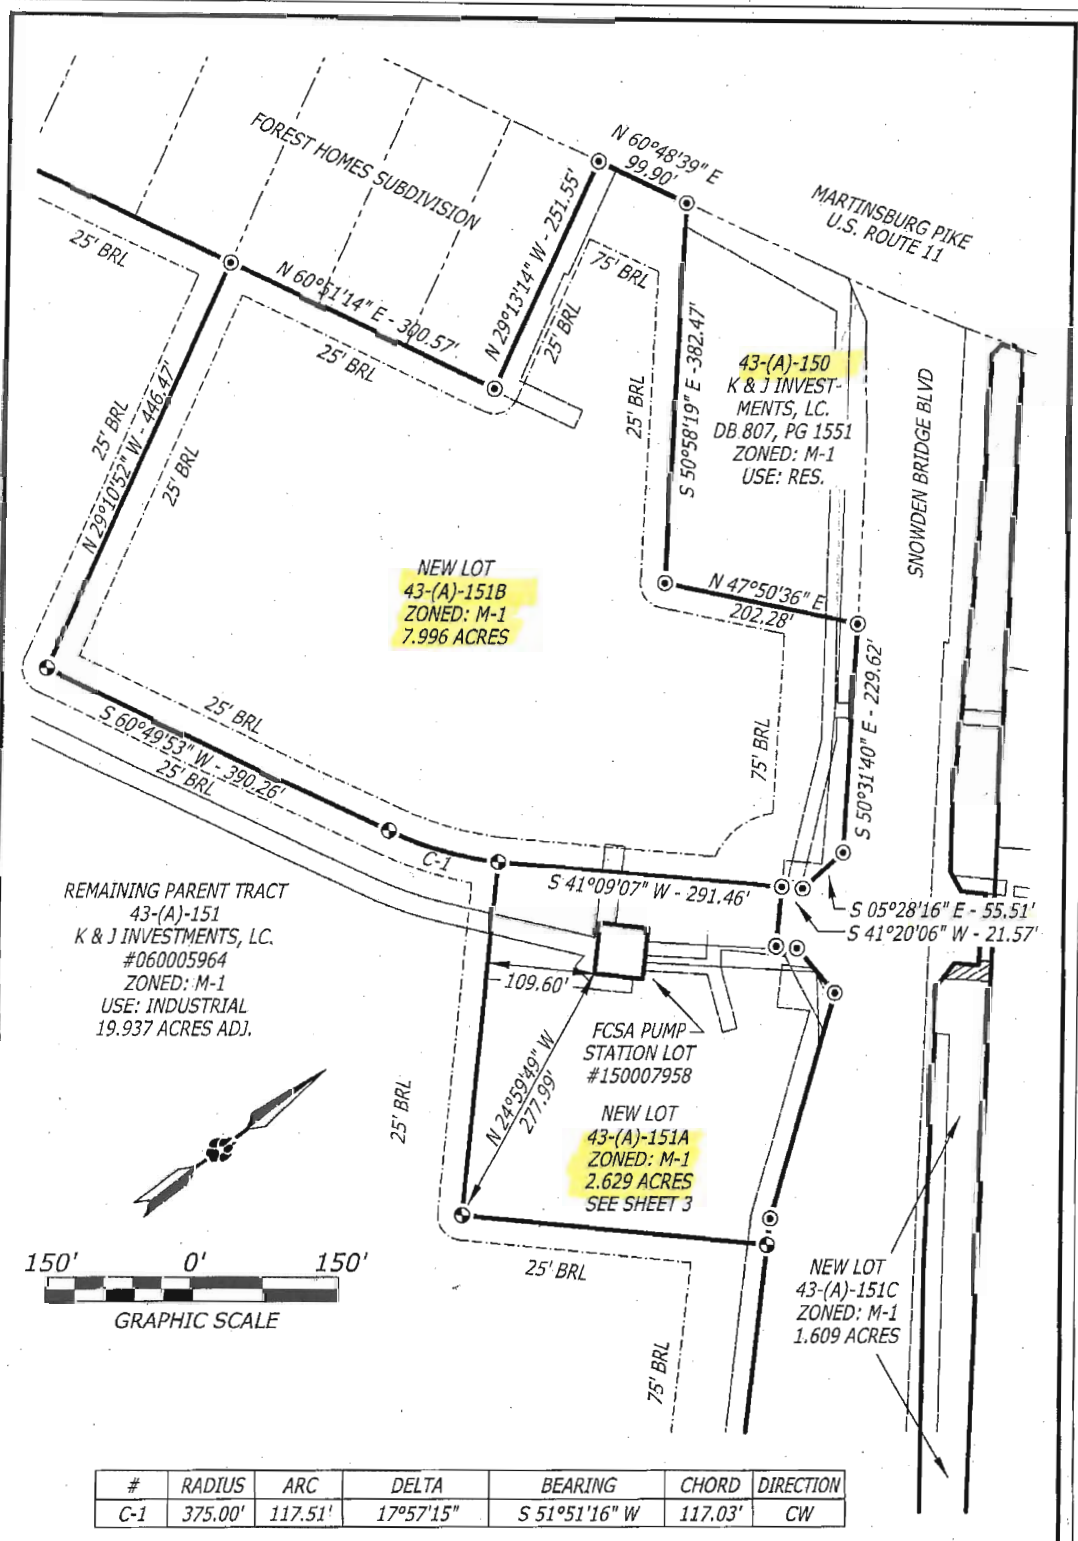 FOREST HOMES SUBDIVISION
N 60°48'39" E
99.90'
MARTINSBURG PIKE
U.S. ROUTE 11
25' BRL
N 60°51'14" E - 300.57'
25' BRL
N 29°13'14" W - 251.55'
25' BRL
75' BRL
25' BRL
S 50°58'19" E - 382.47'
43-(A)-150
K & J INVEST-
MENTS, LC.
DB 807, PG 1551
ZONED: M-1
USE: RES.
SNOWDEN BRIDGE BLVD
25' BRL
N 29°10'52" W - 446.47'
25' BRL
NEW LOT
43-(A)-151B
ZONED: M-1
7.996 ACRES
N 47°50'36" E
202.28'
S 50°31'40" E - 229.62'
75' BRL
25' BRL
S 60°49'53" W - 390.26'
25' BRL
C-1
S 41°09'07" W - 291.46'
S 05°28'16" E - 55.51'
S 41°20'06" W - 21.57'
REMAINING PARENT TRACT
43-(A)-151
K & J INVESTMENTS, LC.
#060005964
ZONED: M-1
USE: INDUSTRIAL
19.937 ACRES ADJ.
109.60'
FCSA PUMP
STATION LOT
#150007958
N 24°59'49" W
277.99'
25' BRL
NEW LOT
43-(A)-151A
ZONED: M-1
2.629 ACRES
SEE SHEET 3
25' BRL
75' BRL
NEW LOT
43-(A)-151C
ZONED: M-1
1.609 ACRES
150' 0' 150'
GRAPHIC SCALE
# RADIUS ARC DELTA BEARING CHORD DIRECTION
C-1 375.00' 117.51' 17°57'15" S 51°51'16" W 117.03' CW